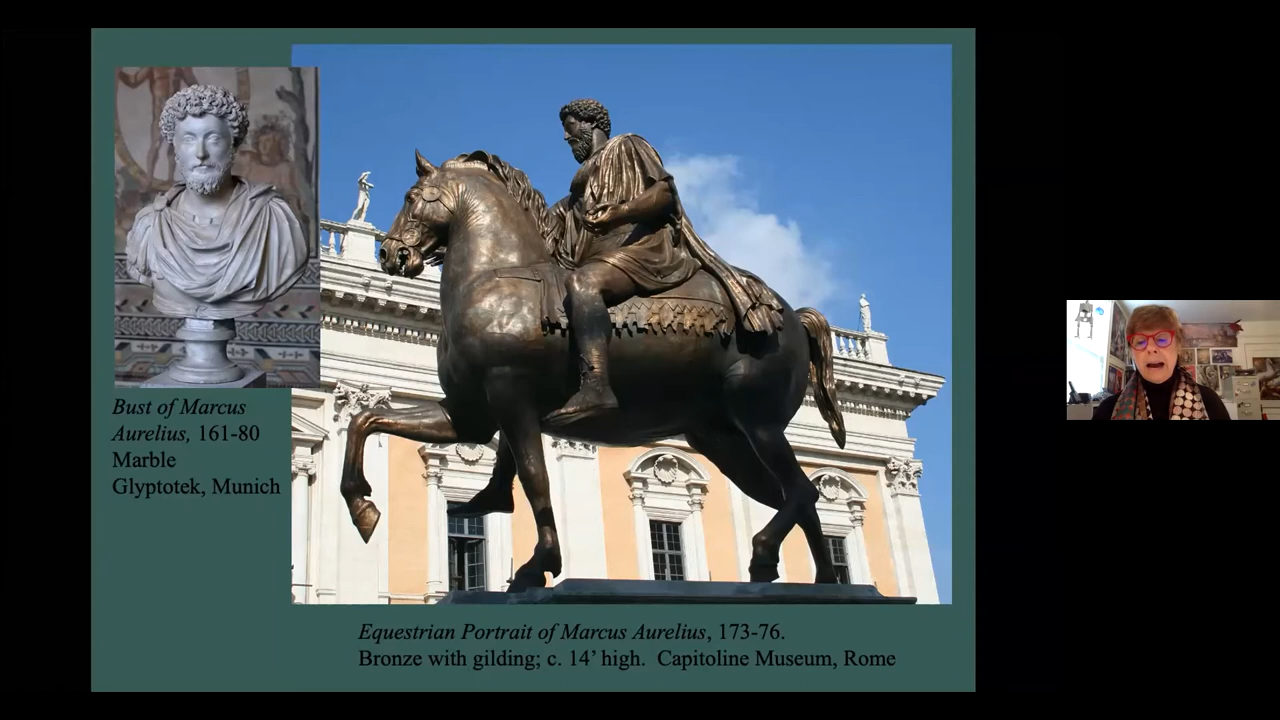 Bust of Marcus
Aurelius, 161-80
Marble
Glyptotek, Munich
Equestrian Portrait of Marcus Aurelius, 173-76.
Bronze with gilding; c. 14’ high.  Capitoline Museum, Rome